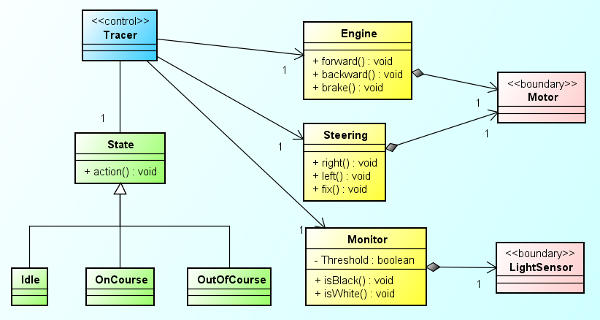 <<control>>
Tracer
Engine
+ forward() : void
+ backward() : void
+ brake() : void
1
<<boundary>>
Motor
1
1
Steering
+ right() : void
+ left() : void
+ fix() : void
1
State
+ action() : void
1
Monitor
- Threshold : boolean
+ isBlack() : void
+ isWhite() : void
1
<<boundary>>
LightSensor
1
Idle
OnCourse
OutOfCourse